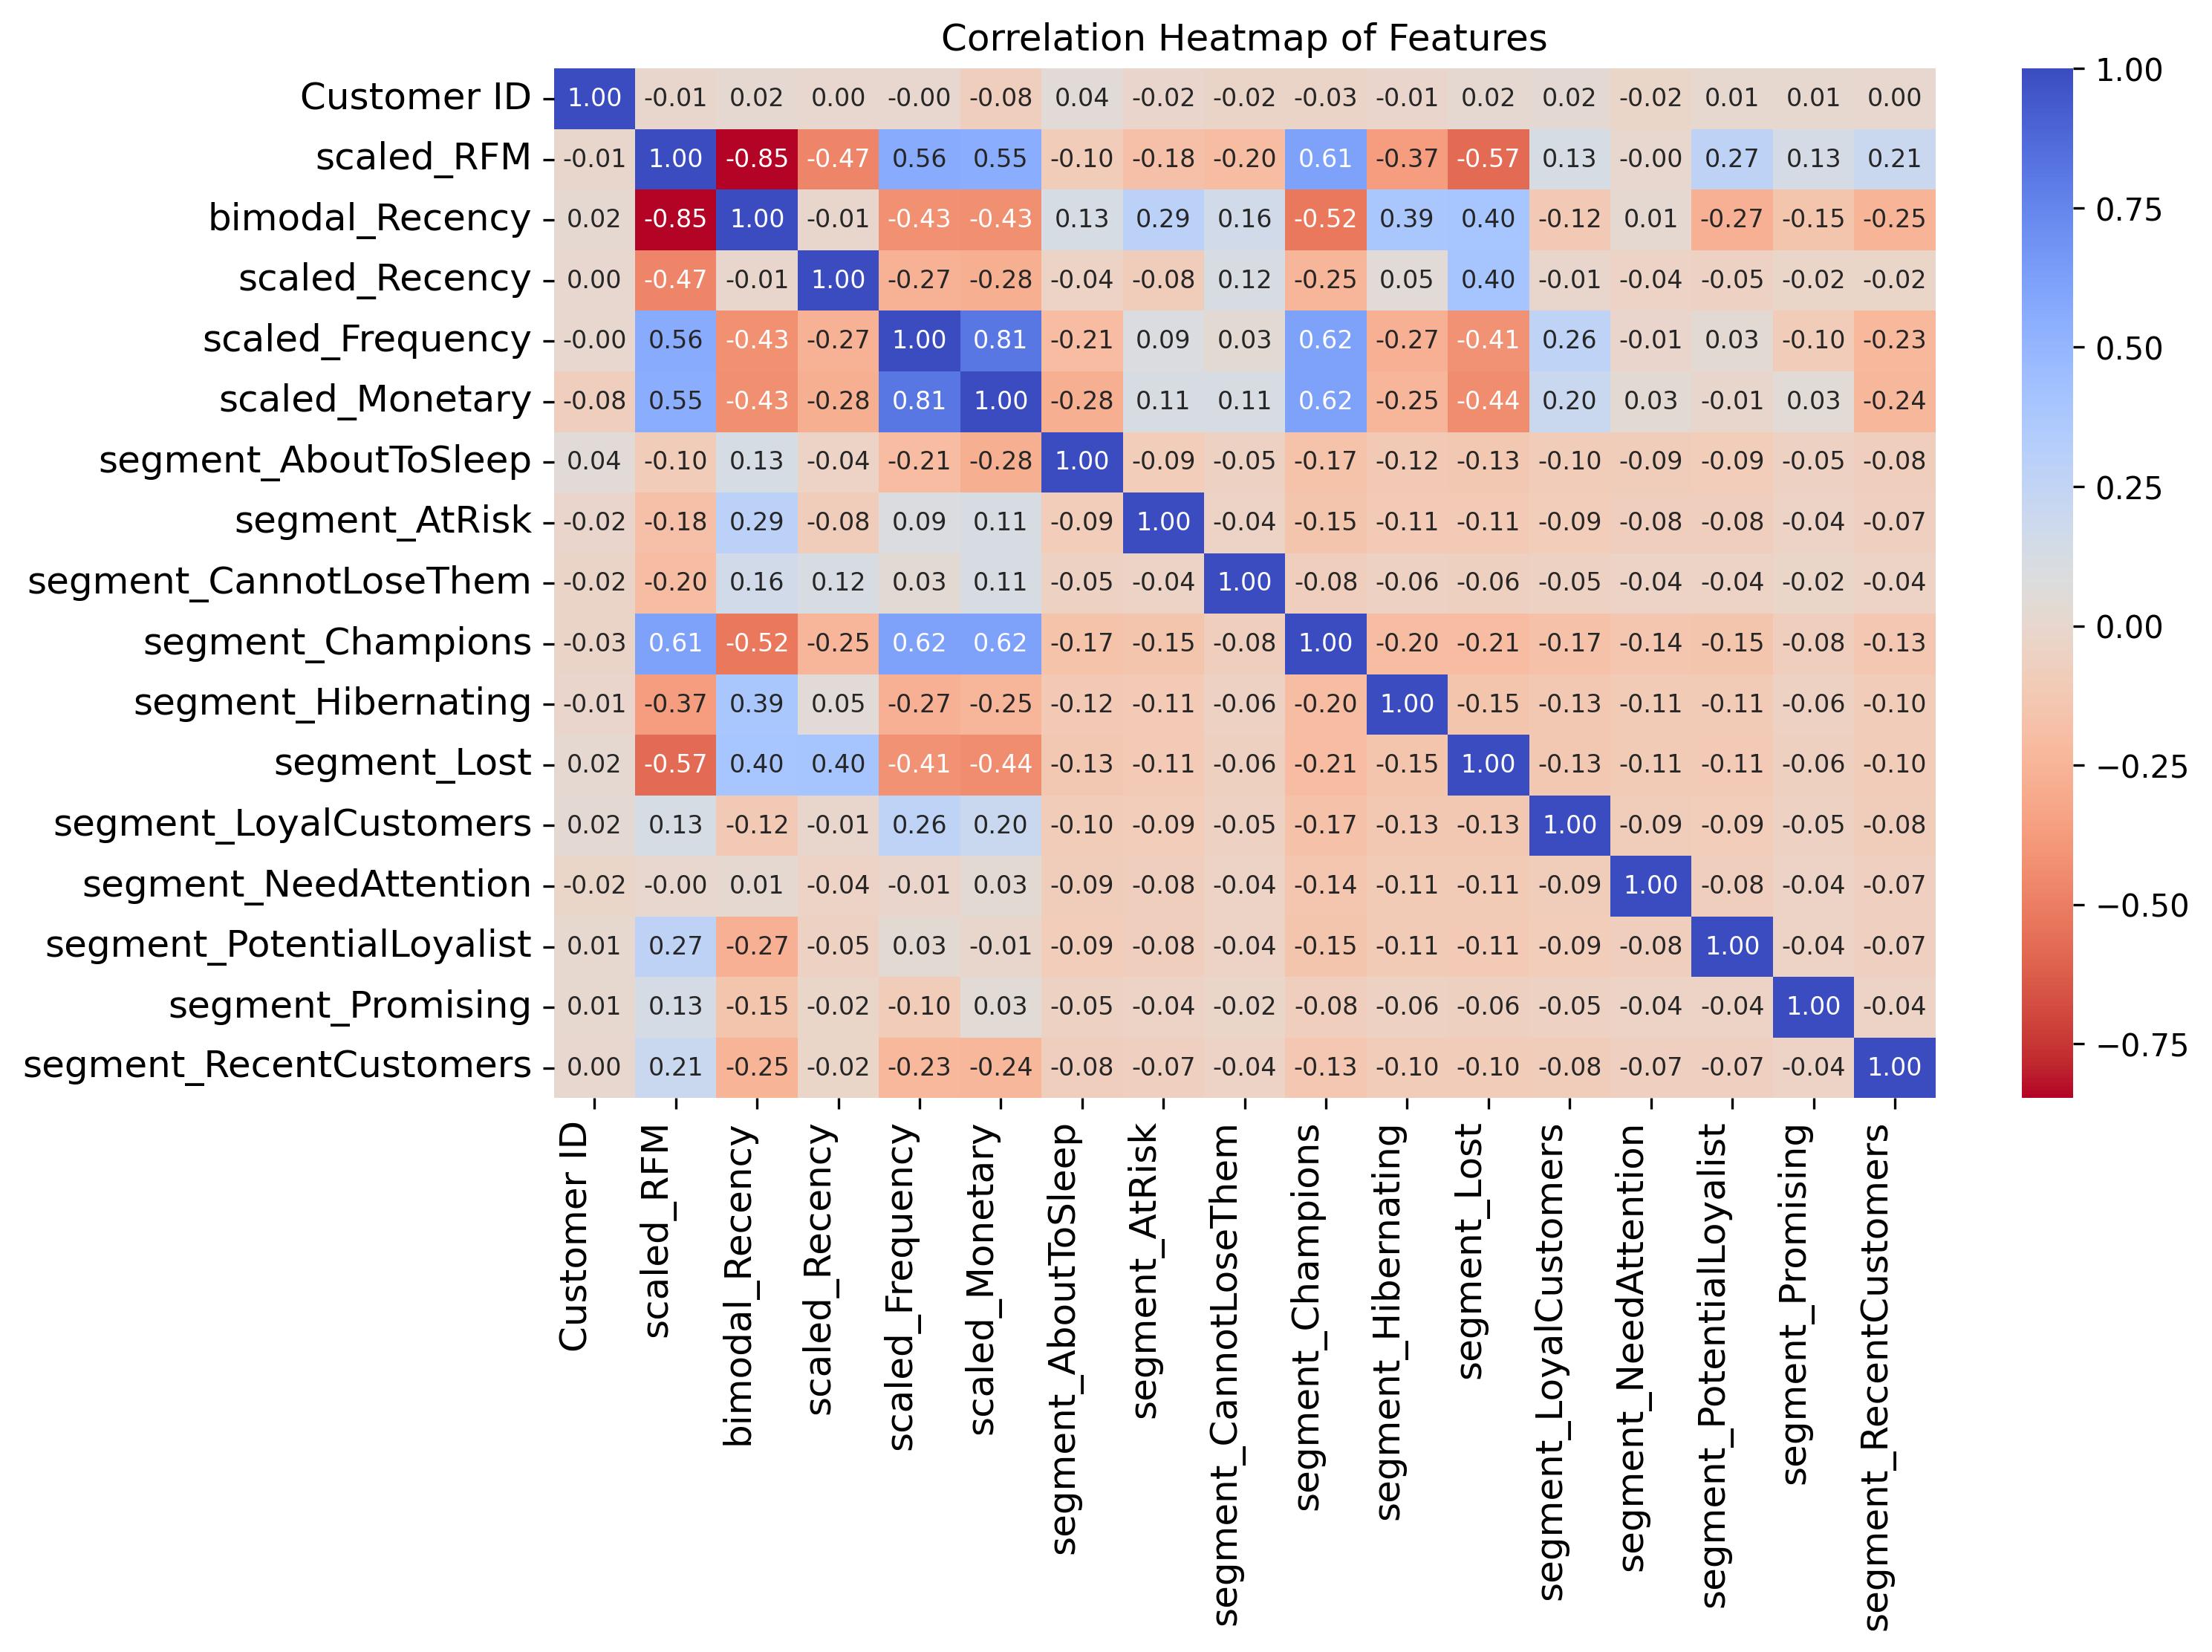 Correlation Heatmap of Features
Customer ID 1.00 -0.01 0.02 0.00 -0.00 -0.08 0.04 -0.02 -0.02 -0.03 -0.01 0.02 0.02 -0.02 0.01 0.01 0.00
scaled_RFM -0.01 1.00 -0.85 -0.47 0.56 0.55 -0.10 -0.18 -0.20 0.61 -0.37 -0.57 0.13 -0.00 0.27 0.13 0.21
bimodal_Recency 0.02 -0.85 1.00 -0.01 -0.43 -0.43 0.13 0.29 0.16 -0.52 0.39 0.40 -0.12 0.01 -0.27 -0.15 -0.25
scaled_Recency 0.00 -0.47 -0.01 1.00 -0.27 -0.28 -0.04 -0.08 0.12 -0.25 0.05 0.40 -0.01 -0.04 -0.05 -0.02 -0.02
scaled_Frequency -0.00 0.56 -0.43 -0.27 1.00 0.81 -0.21 0.09 0.03 0.62 -0.27 -0.41 0.26 -0.01 0.03 -0.10 -0.23
scaled_Monetary -0.08 0.55 -0.43 -0.28 0.81 1.00 -0.28 0.11 0.11 0.62 -0.25 -0.44 0.20 0.03 -0.01 0.03 -0.24
segment_AboutToSleep 0.04 -0.10 0.13 -0.04 -0.21 -0.28 1.00 -0.09 -0.05 -0.17 -0.12 -0.13 -0.10 -0.09 -0.09 -0.05 -0.08
segment_AtRisk -0.02 -0.18 0.29 -0.08 0.09 0.11 -0.09 1.00 -0.04 -0.15 -0.11 -0.11 -0.09 -0.08 -0.08 -0.04 -0.07
segment_CannotLoseThem -0.02 -0.20 0.16 0.12 0.03 0.11 -0.05 -0.04 1.00 -0.08 -0.06 -0.06 -0.05 -0.04 -0.04 -0.02 -0.04
segment_Champions -0.03 0.61 -0.52 -0.25 0.62 0.62 -0.17 -0.15 -0.08 1.00 -0.20 -0.21 -0.17 -0.14 -0.15 -0.08 -0.13
segment_Hibernating -0.01 -0.37 0.39 0.05 -0.27 -0.25 -0.12 -0.11 -0.06 -0.20 1.00 -0.15 -0.13 -0.11 -0.11 -0.06 -0.10
segment_Lost 0.02 -0.57 0.40 0.40 -0.41 -0.44 -0.13 -0.11 -0.06 -0.21 -0.15 1.00 -0.13 -0.11 -0.11 -0.06 -0.10
segment_LoyalCustomers 0.02 0.13 -0.12 -0.01 0.26 0.20 -0.10 -0.09 -0.05 -0.17 -0.13 -0.13 1.00 -0.09 -0.09 -0.05 -0.08
segment_NeedAttention -0.02 -0.00 0.01 -0.04 -0.01 0.03 -0.09 -0.08 -0.04 -0.14 -0.11 -0.11 -0.09 1.00 -0.08 -0.04 -0.07
segment_PotentialLoyalist 0.01 0.27 -0.27 -0.05 0.03 -0.01 -0.09 -0.08 -0.04 -0.15 -0.11 -0.11 -0.09 -0.08 1.00 -0.04 -0.07
segment_Promising 0.01 0.13 -0.15 -0.02 -0.10 0.03 -0.05 -0.04 -0.02 -0.08 -0.06 -0.06 -0.05 -0.04 -0.04 1.00 -0.04
segment_RecentCustomers 0.00 0.21 -0.25 -0.02 -0.23 -0.24 -0.08 -0.07 -0.04 -0.13 -0.10 -0.10 -0.08 -0.07 -0.07 -0.04 1.00
Customer ID
scaled_RFM
bimodal_Recency
scaled_Recency
scaled_Frequency
scaled_Monetary
segment_AboutToSleep
segment_AtRisk
segment_CannotLoseThem
segment_Champions
segment_Hibernating
segment_Lost
segment_LoyalCustomers
segment_NeedAttention
segment_PotentialLoyalist
segment_Promising
segment_RecentCustomers
1.00
0.75
0.50
0.25
0.00
−0.25
−0.50
−0.75